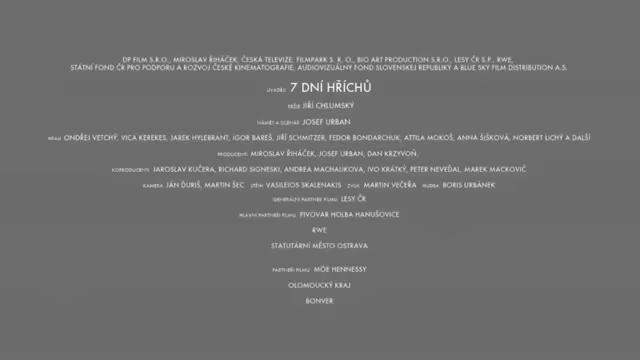 DP FILM S.R.O., MIROSLAV ŘIHÁČEK, ČESKÁ TELEVIZE, FILMPARK S. R. O., BIO ART PRODUCTION S.R.O., LESY ČR S.P., RWE,
STÁTNÍ FOND ČR PRO PODPORU A ROZVOJ ČESKÉ KINEMATOGRAFIE, AUDIOVIZUÁLNY FOND SLOVENSKEJ REPUBLIKY A BLUE SKY FILM DISTRIBUTION A.S.
UVÁDĚJÍ 7 DNÍ HŘÍCHŮ
REŽIE JIŘÍ CHLUMSKÝ
NÁMĚT A SCÉNÁŘ JOSEF URBAN
HRAJÍ ONDŘEJ VETCHÝ, VICA KEREKES, JAREK HYLEBRANT, IGOR BAREŠ, JIŘÍ SCHMITZER, FEDOR BONDARCHUK, ATTILA MOKOŠ, ANNA ŠIŠKOVÁ, NORBERT LICHÝ A DALŠÍ
PRODUCENTI MIROSLAV ŘIHÁČEK, JOSEF URBAN, DAN KRZYVOŇ,
KOPRODUCENTI JAROSLAV KUČERA, RICHARD SIGNESKI, ANDREA MACHALIKOVA, IVO KRÁTKÝ, PETER NEVEĎAL, MAREK MACKOVIČ
KAMERA JÁN ĎURIŠ, MARTIN ŠEC STŘIH VASILEIOS SKALENAKIS ZVUK MARTIN VEČEŘA HUDBA BORIS URBÁNEK
GENERÁLNÍ PARTNER FILMU LESY ČR
HLAVNÍ PARTNEŘI FILMU PIVOVAR HOLBA HANUŠOVICE
RWE
STATUTÁRNÍ MĚSTO OSTRAVA
PARTNEŘI FILMU MÖE HENNESSY
OLOMOUCKÝ KRAJ
BONVER